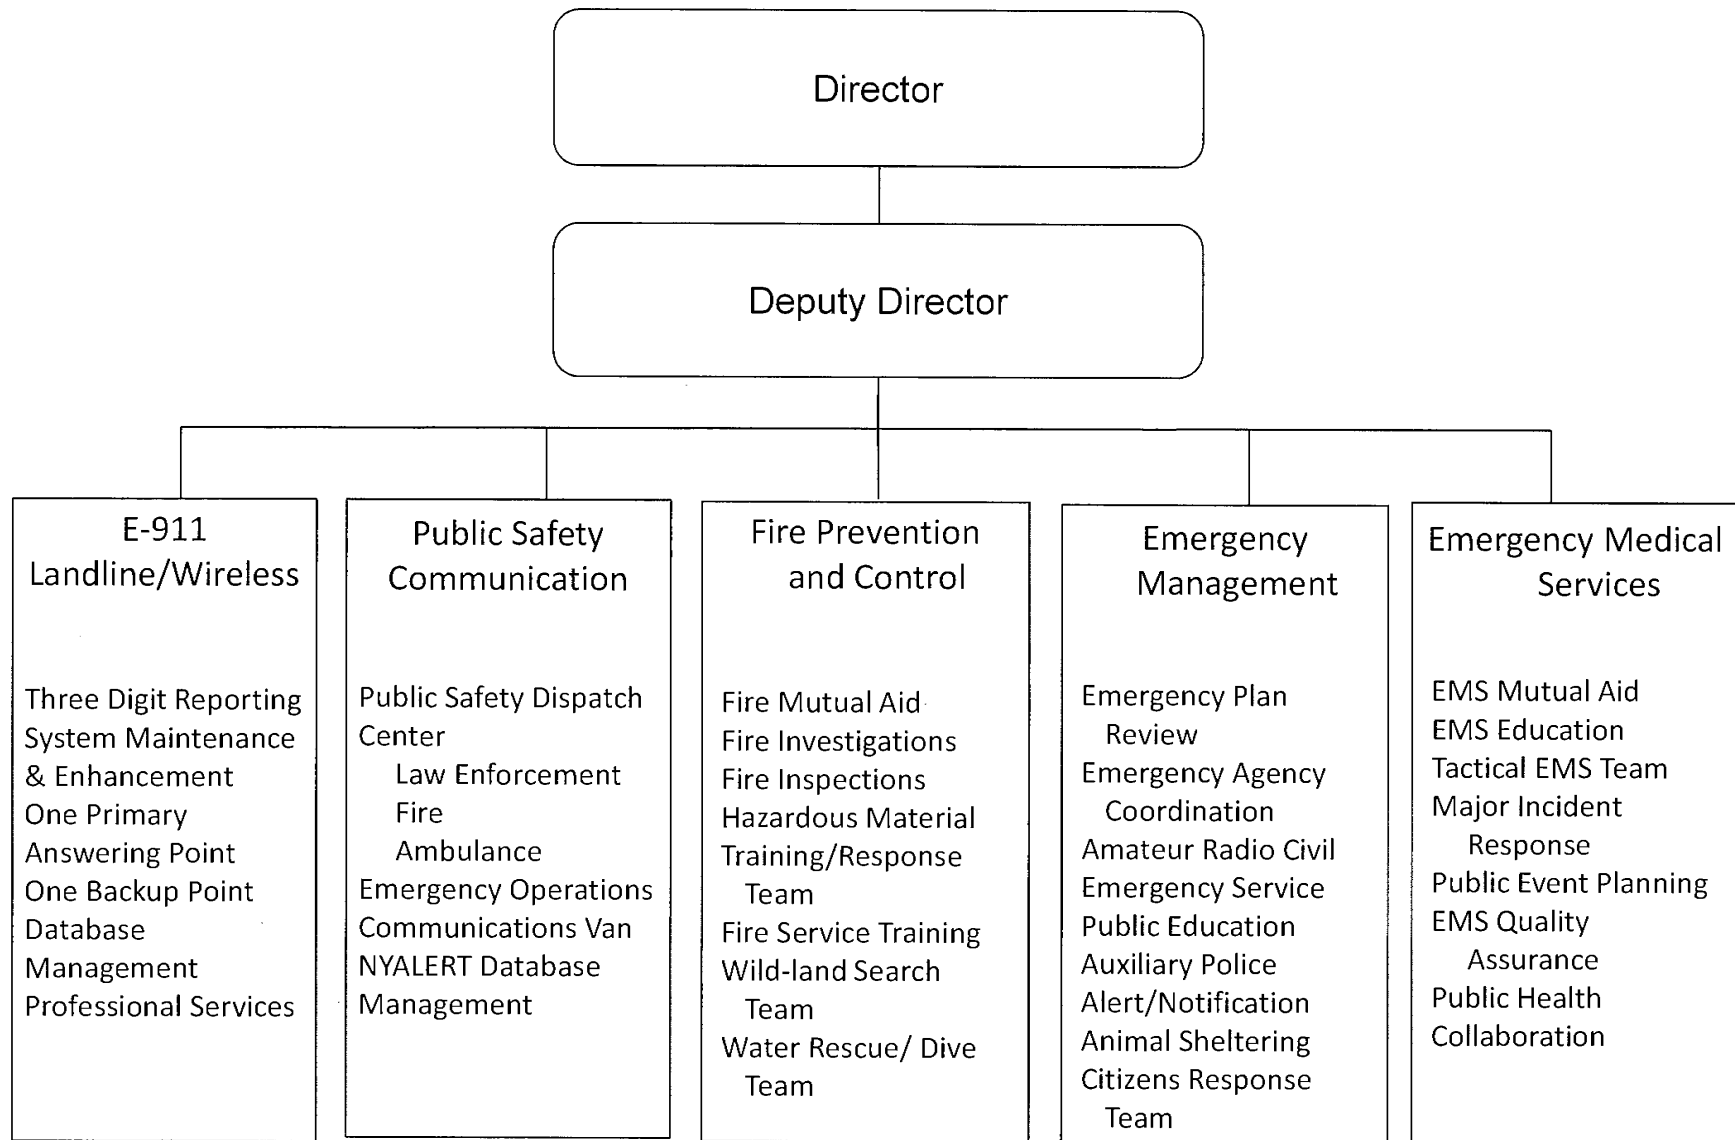 Director
Deputy Director
E-911
Landline/Wireless
Three Digit Reporting
System Maintenance
& Enhancement
One Primary
Answering Point
One Backup Point
Database
Management
Professional Services
Public Safety
Communication
Public Safety Dispatch
Center
Law Enforcement
Fire
Ambulance
Emergency Operations
Communications Van
NYALERT Database
Management
Fire Prevention
and Control
Fire Mutual Aid
Fire Investigations
Fire Inspections
Hazardous Material
Training/Response
Team
Fire Service Training
Wild-land Search
Team
Water Rescue/ Dive
Team
Emergency
Management
Emergency Plan
Review
Emergency Agency
Coordination
Amateur Radio Civil
Emergency Service
Public Education
Auxiliary Police
Alert/Notification
Animal Sheltering
Citizens Response
Team
Emergency Medical
Services
EMS Mutual Aid
EMS Education
Tactical EMS Team
Major Incident
Response
Public Event Planning
EMS Quality
Assurance
Public Health
Collaboration